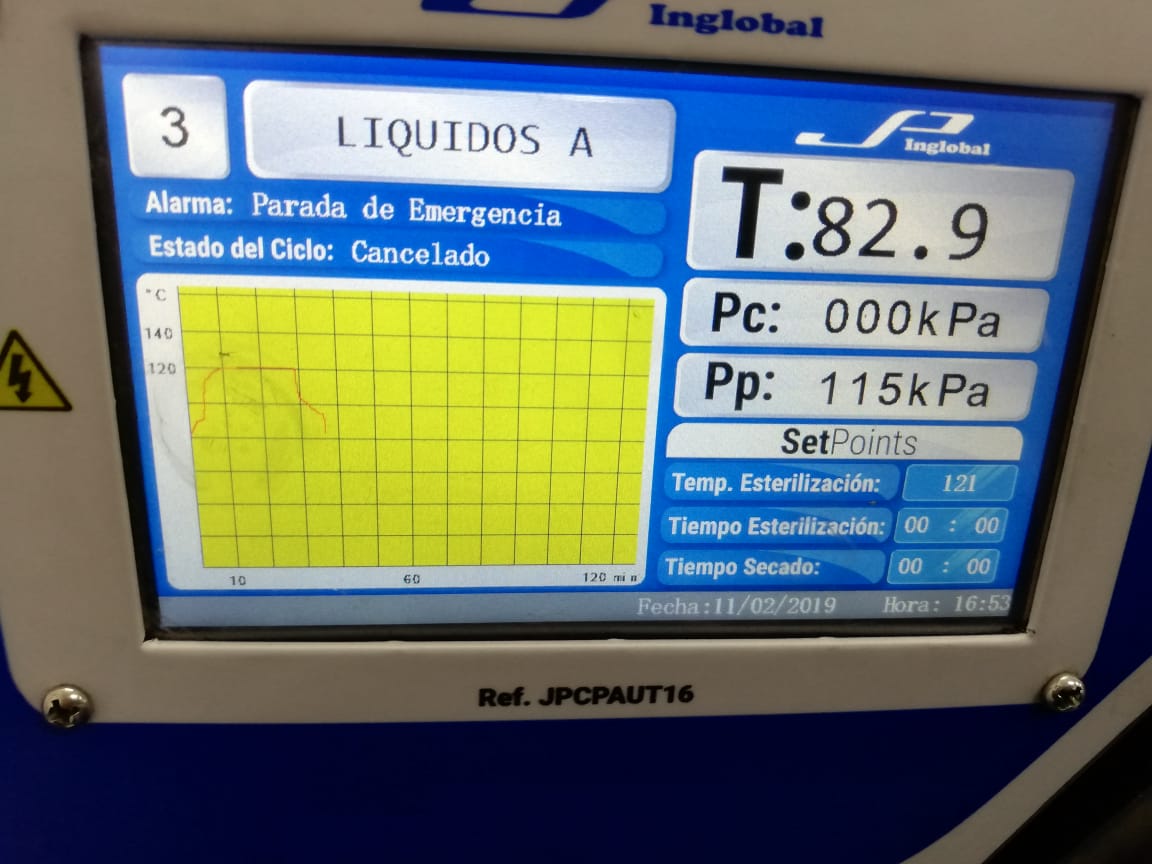 Inglobal
3
LIQUIDOS A
JP
Inglobal
Alarma: Parada de Emergencia
Estado del Ciclo: Cancelado
T:82.9
Pc: 000kPa
Pp: 115kPa
°C
140
120
10 60 120 min
SetPoints
Temp. Esterilización: 121
Tiempo Esterilización: 00 : 00
Tiempo Secado: 00 : 00
Fecha:11/02/2019 Hora: 16:53
Ref. JPCPAUT16